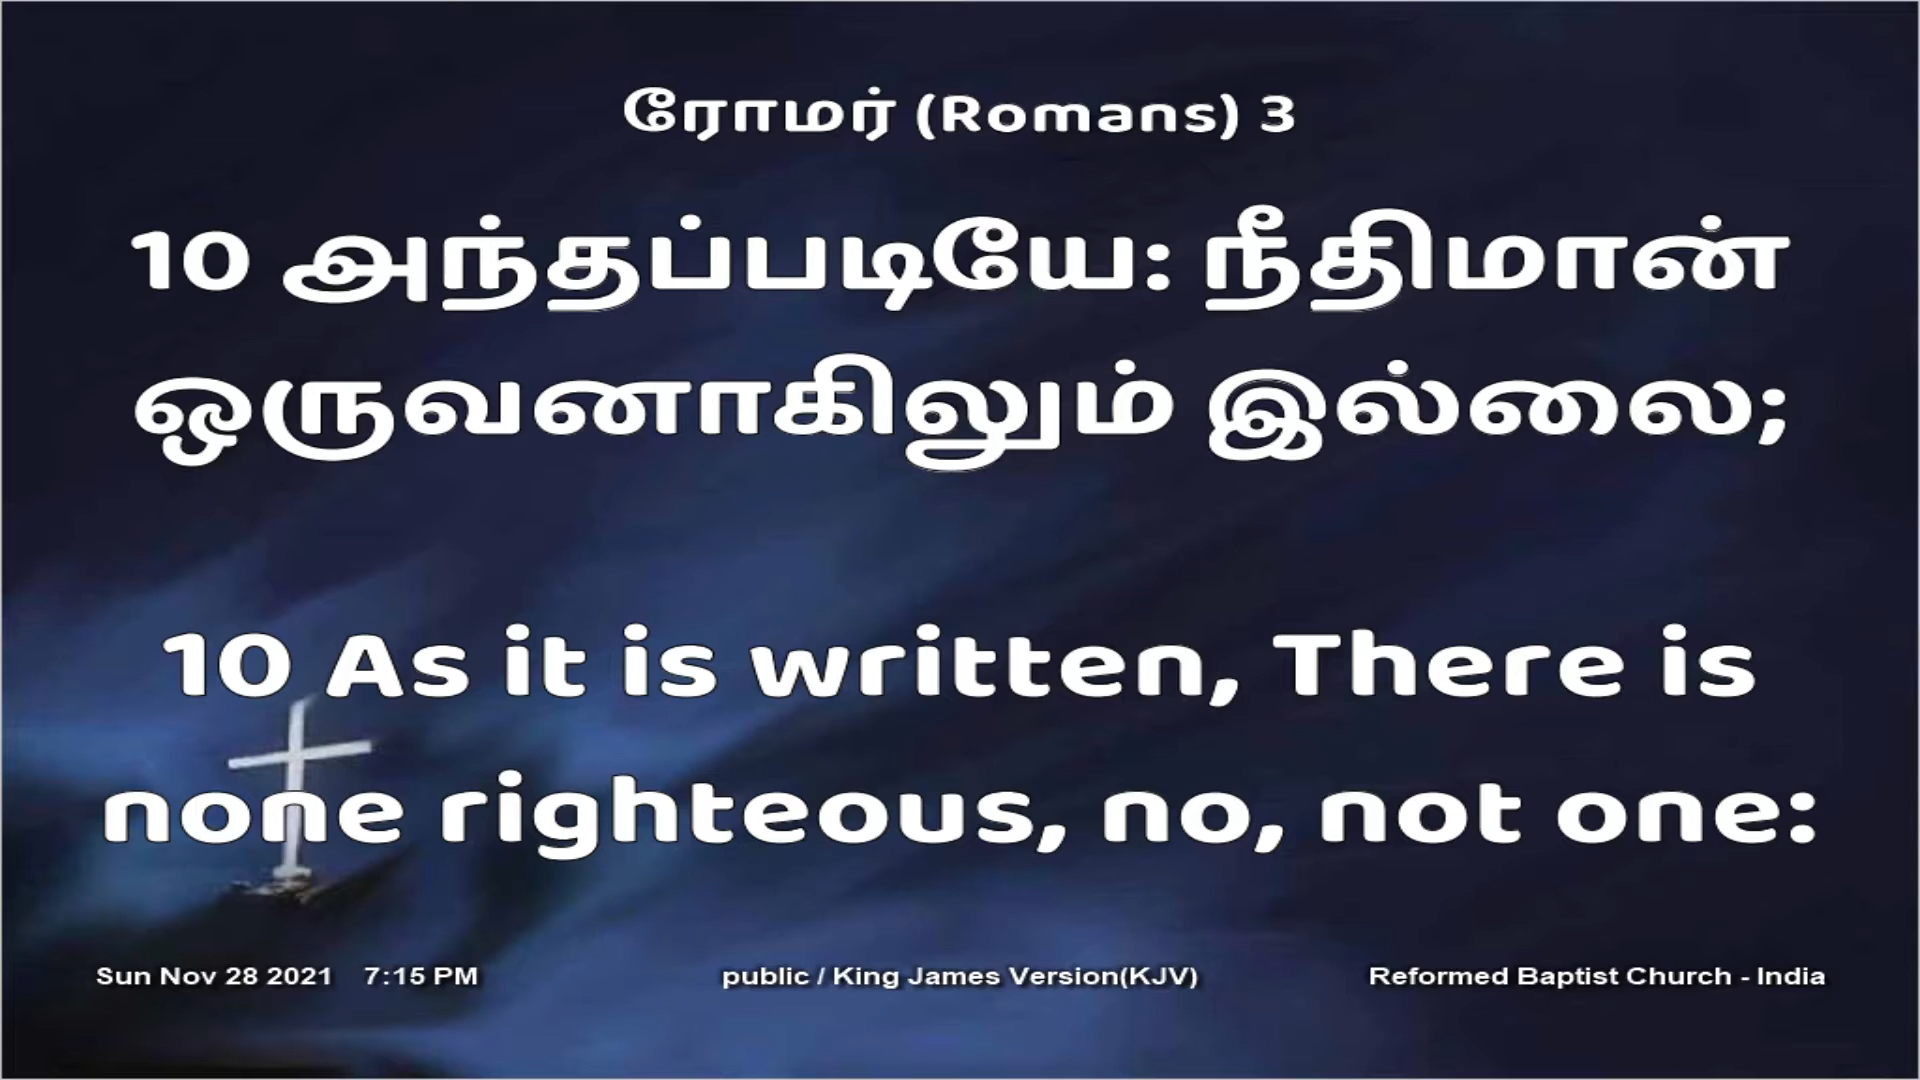 ரோமர் (Romans) 3
10 அந்தப்படியே: நீதிமான்
ஒருவனாகிலும் இல்லை;
10 As it is written, There is
none righteous, no, not one:
Sun Nov 28 2021 7:15 PM public / King James Version(KJV) Reformed Baptist Church - India